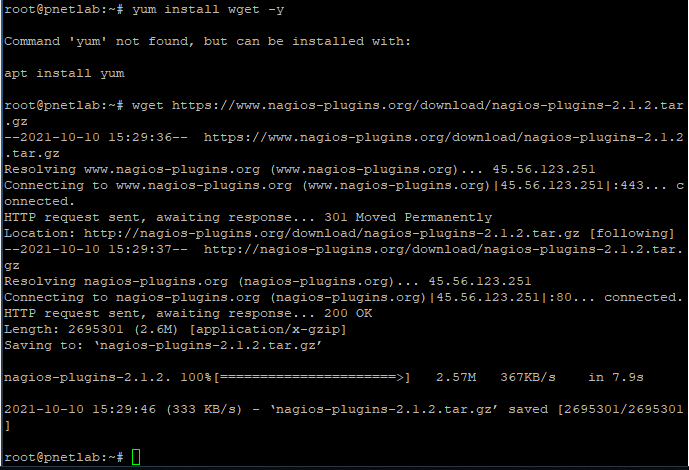 root@pnetlab:~# yum install wget -y
Command 'yum' not found, but can be installed with:
apt install yum
root@pnetlab:~# wget https://www.nagios-plugins.org/download/nagios-plugins-2.1.2.tar
.gz
--2021-10-10 15:29:36--  https://www.nagios-plugins.org/download/nagios-plugins-2.1.2
.tar.gz
Resolving www.nagios-plugins.org (www.nagios-plugins.org)... 45.56.123.251
Connecting to www.nagios-plugins.org (www.nagios-plugins.org)|45.56.123.251|:443... c
onnected.
HTTP request sent, awaiting response... 301 Moved Permanently
Location: http://nagios-plugins.org/download/nagios-plugins-2.1.2.tar.gz [following]
--2021-10-10 15:29:37--  http://nagios-plugins.org/download/nagios-plugins-2.1.2.tar.
gz
Resolving nagios-plugins.org (nagios-plugins.org)... 45.56.123.251
Connecting to nagios-plugins.org (nagios-plugins.org)|45.56.123.251|:80... connected.
HTTP request sent, awaiting response... 200 OK
Length: 2695301 (2.6M) [application/x-gzip]
Saving to: ‘nagios-plugins-2.1.2.tar.gz’
nagios-plugins-2.1.2. 100%[======================>]   2.57M   367KB/s    in 7.9s
2021-10-10 15:29:46 (333 KB/s) - ‘nagios-plugins-2.1.2.tar.gz’ saved [2695301/2695301
]
root@pnetlab:~#